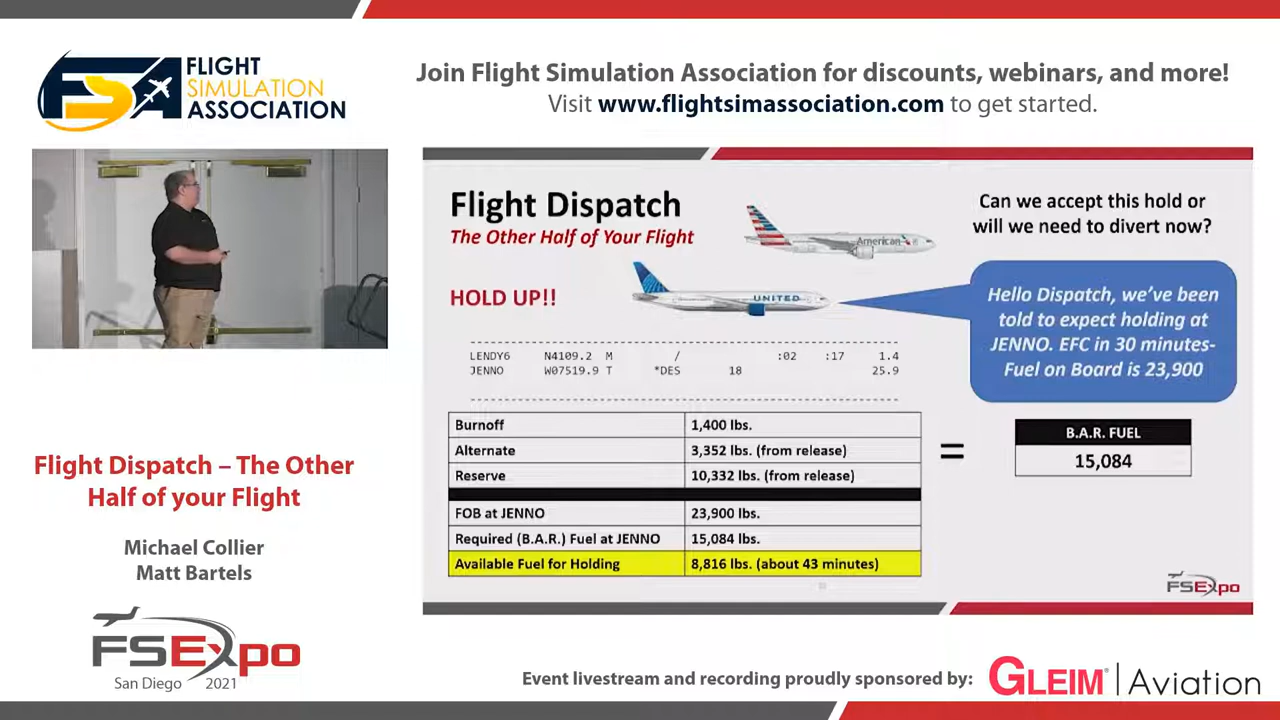 FLIGHT
SIMULATION
ASSOCIATION
Join Flight Simulation Association for discounts, webinars, and more!
Visit www.flightsimassociation.com to get started.
Flight Dispatch
The Other Half of Your Flight
American
Can we accept this hold or
will we need to divert now?
HOLD UP!!
UNITED
Hello Dispatch, we've been
told to expect holding at
JENNO. EFC in 30 minutes-
Fuel on Board is 23,900
LENDY6 N4109.2 M / :02 :17 1.4
JENNO W07519.9 T *DES 18 25.9
Burnoff 1,400 lbs.
Alternate 3,352 lbs. (from release)
Reserve 10,332 lbs. (from release)
=
B.A.R. FUEL
15,084
FOB at JENNO 23,900 lbs.
Required (B.A.R.) Fuel at JENNO 15,084 lbs.
Available Fuel for Holding 8,816 lbs. (about 43 minutes)
FSExpo
Flight Dispatch – The Other
Half of your Flight
Michael Collier
Matt Bartels
FSExpo
San Diego 2021
Event livestream and recording proudly sponsored by:
GLEIM® | Aviation